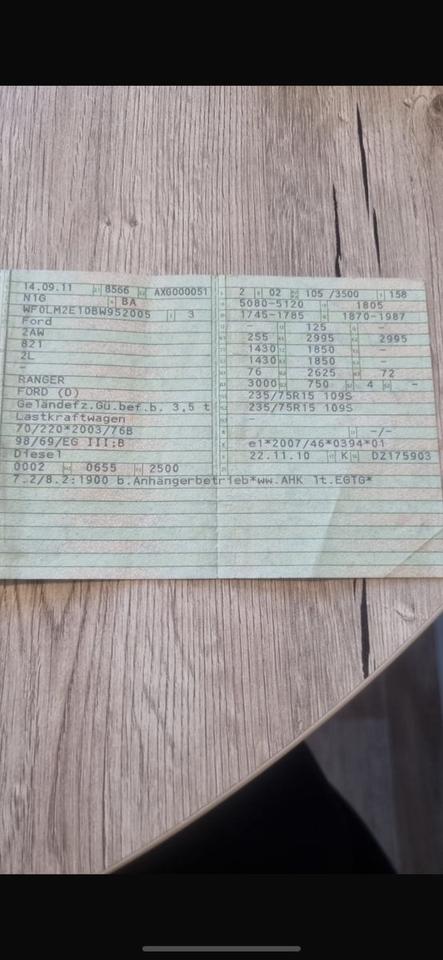 14.09.11 8566 AXG000051
N1G BA
WF0LM2E10BW952005 3
Ford
2AW
821
2L
-
RANGER
FORD (D)
Geländefz.Gü.bef.b. 3,5 t
Lastkraftwagen
70/220*2003/76B
98/69/EG III;B
Diesel
0002 0655 2500
2 02 105 /3500 158
5080-5120 1805
1745-1785 1870-1987
- 125 -
255 2995 2995
1430 1850 -
1430 1850 -
76 2625 72
3000 750 4 -
235/75R15 109S
235/75R15 109S
-
-/-
e1*2007/46*0394*01
22.11.10 K DZ175903
7.2/8.2:1900 b.Anhängerbetrieb*ww.AHK lt.EGTG*